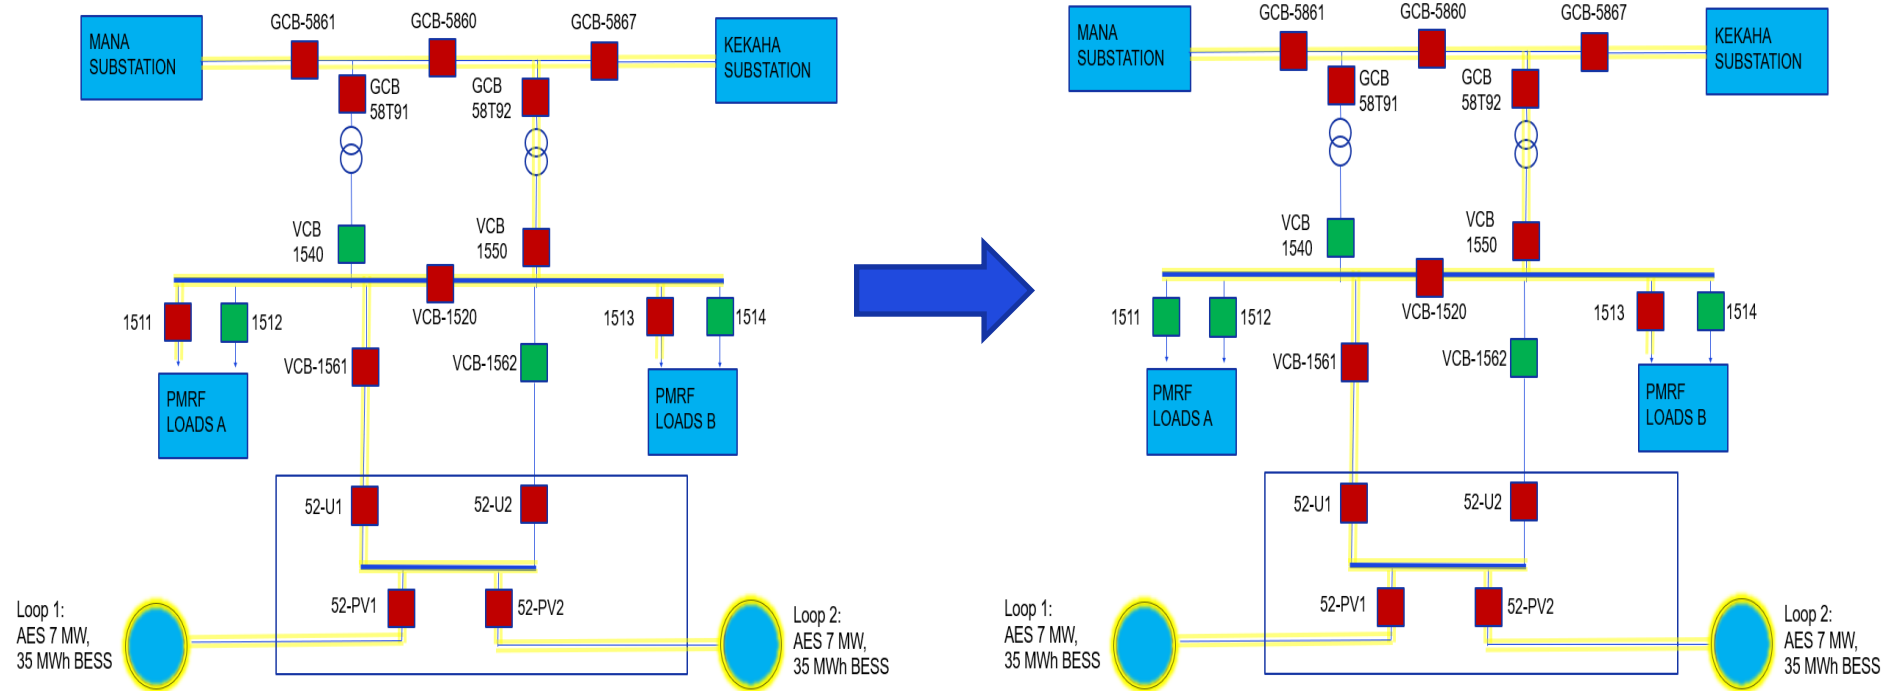 GCB-5861
GCB-5860
GCB-5867
MANA
SUBSTATION
KEKAHA
SUBSTATION
GCB
58T91
GCB
58T92
VCB
1540
VCB
1550
1511
1512
VCB-1520
1513
1514
VCB-1561
VCB-1562
PMRF
LOADS A
PMRF
LOADS B
52-U1
52-U2
52-PV1
52-PV2
Loop 1:
AES 7 MW,
35 MWh BESS
Loop 2:
AES 7 MW,
35 MWh BESS
GCB-5861
GCB-5860
GCB-5867
MANA
SUBSTATION
KEKAHA
SUBSTATION
GCB
58T91
GCB
58T92
VCB
1540
VCB
1550
1511
1512
VCB-1520
1513
1514
VCB-1561
VCB-1562
PMRF
LOADS A
PMRF
LOADS B
52-U1
52-U2
52-PV1
52-PV2
Loop 1:
AES 7 MW,
35 MWh BESS
Loop 2:
AES 7 MW,
35 MWh BESS